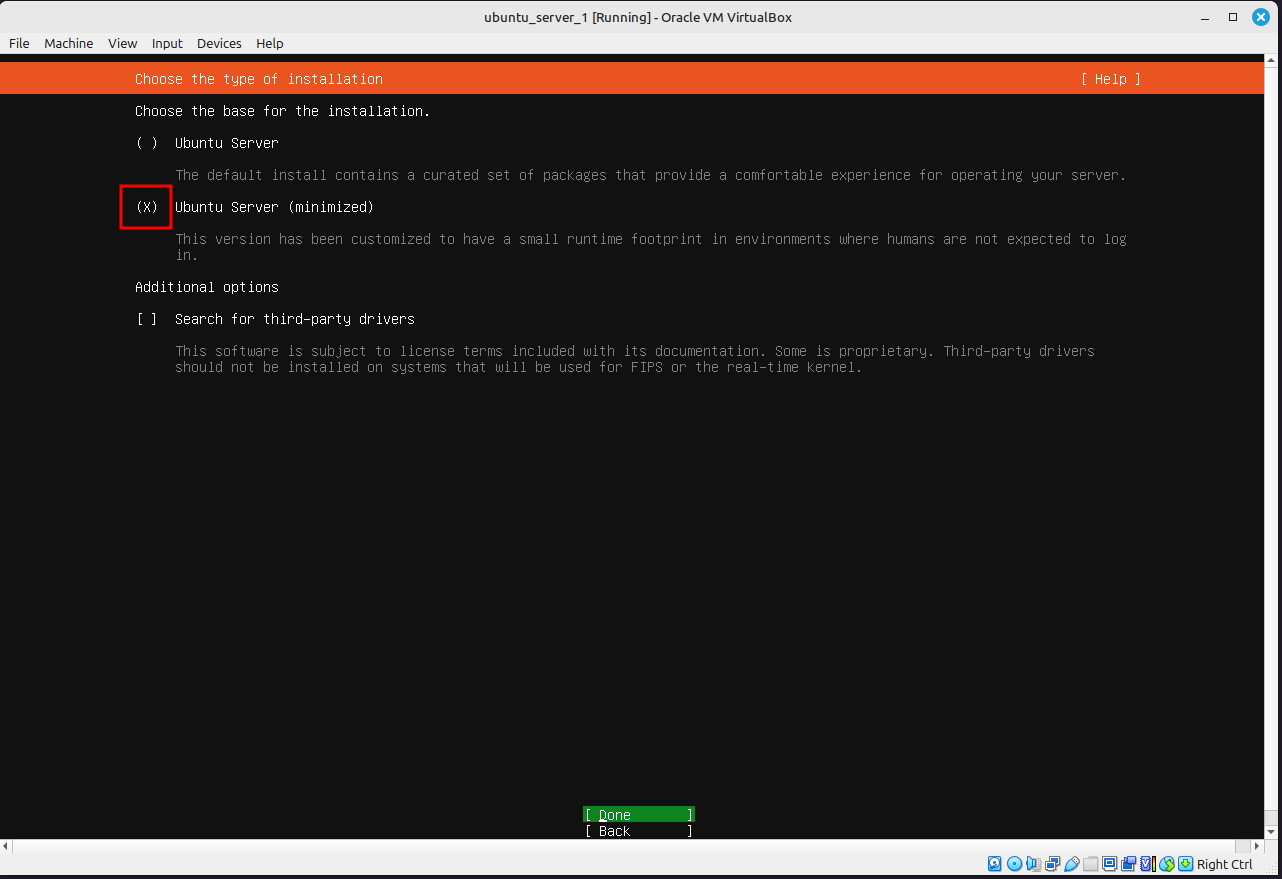 ubuntu_server_1 [Running] - Oracle VM VirtualBox
File Machine View Input Devices Help
Choose the type of installation [ Help ]
Choose the base for the installation.
( ) Ubuntu Server
The default install contains a curated set of packages that provide a comfortable experience for operating your server.
(X) Ubuntu Server (minimized)
This version has been customized to have a small runtime footprint in environments where humans are not expected to log
in.
Additional options
[ ] Search for third-party drivers
This software is subject to license terms included with its documentation. Some is proprietary. Third-party drivers
should not be installed on systems that will be used for FIPS or the real-time kernel.
[ Done ]
[ Back ]
Right Ctrl